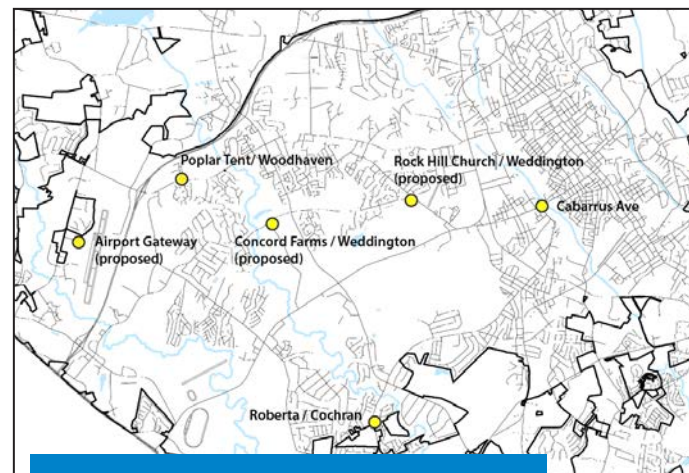 Poplar Tent/ Woodhaven
Rock Hill Church / Weddington
(proposed)
Cabarrus Ave
Airport Gateway
(proposed)
Concord Farms / Weddington
(proposed)
Roberta / Cochran